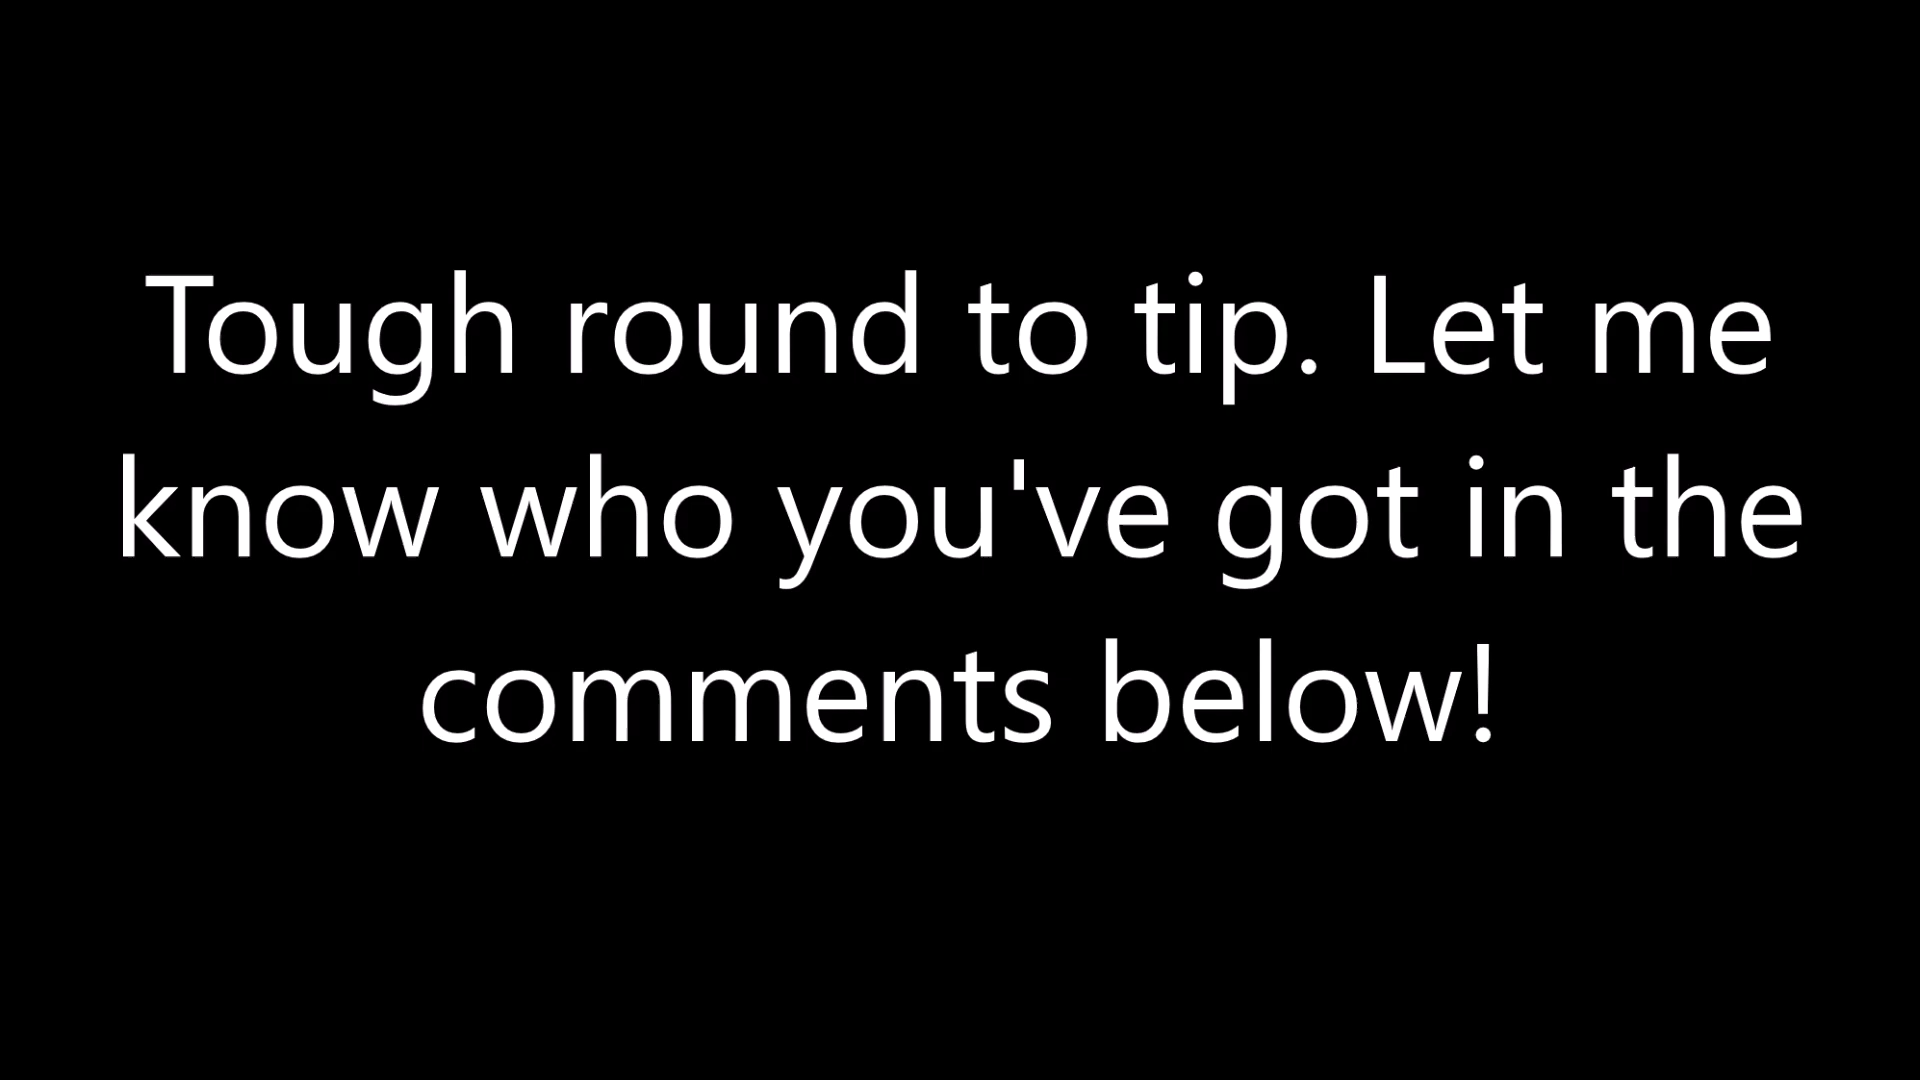 Tough round to tip. Let me
know who you've got in the
comments below!